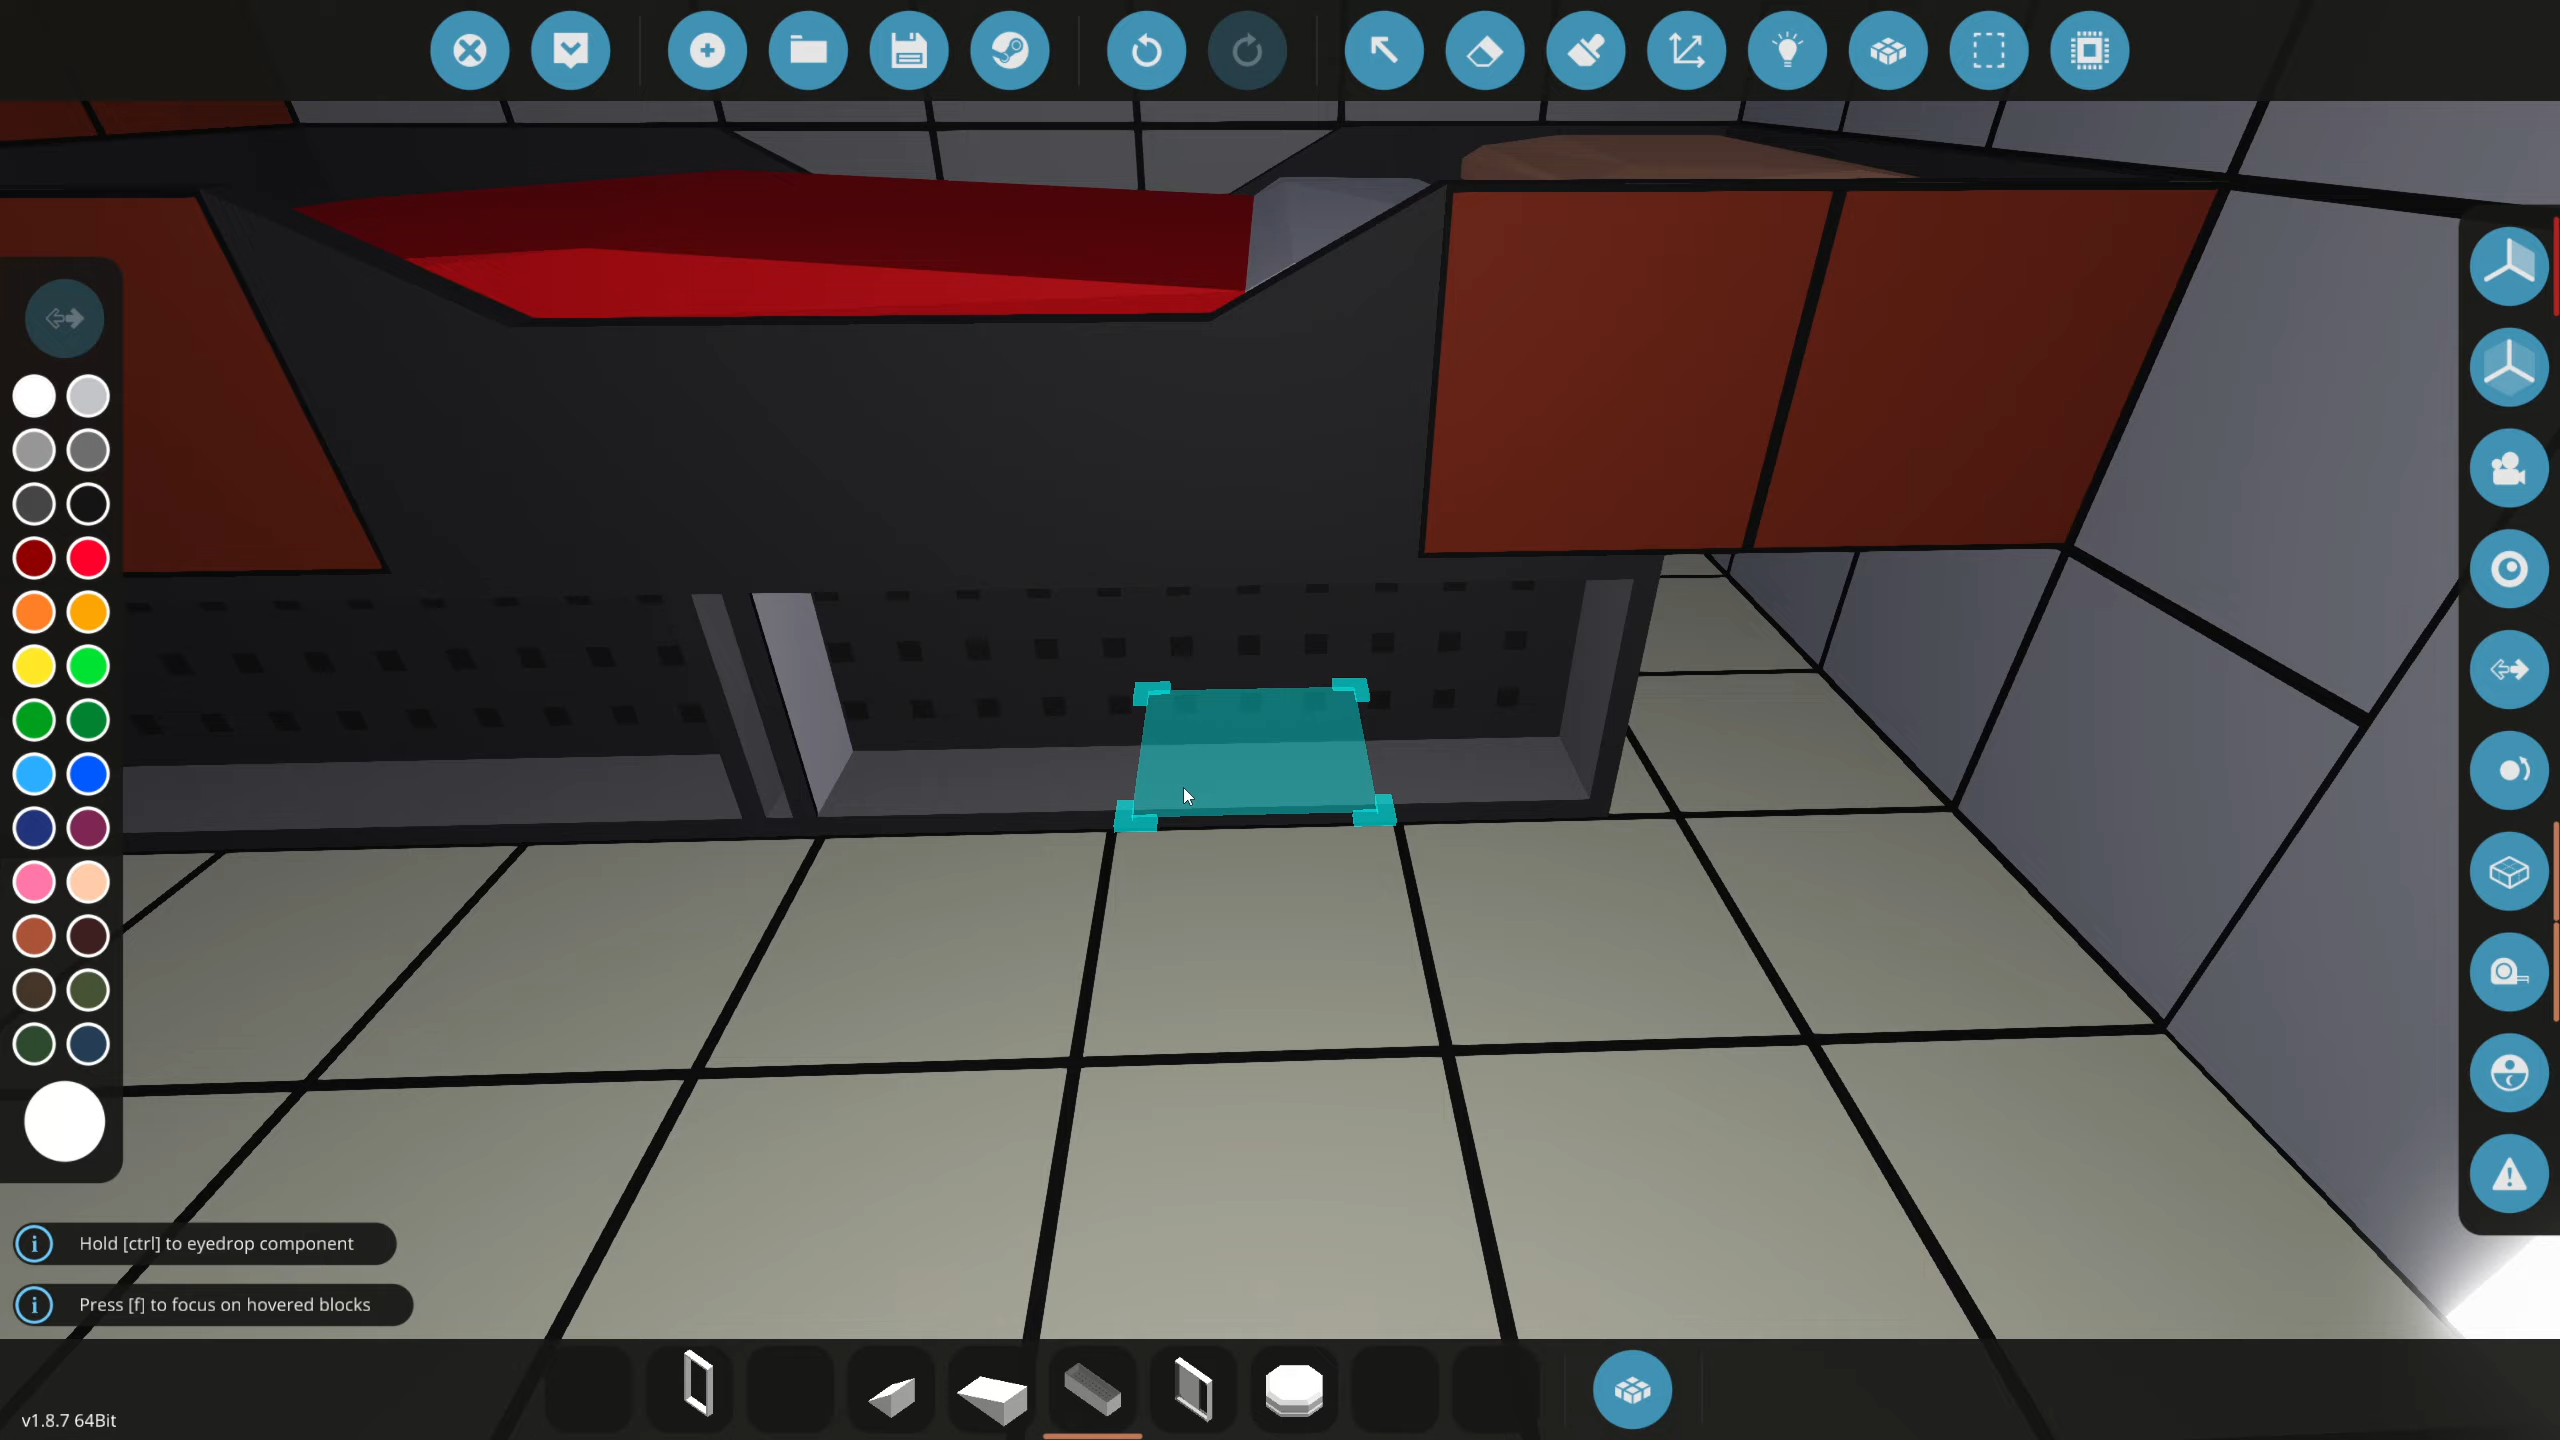 Hold [ctrl] to eyedrop component
Press [f] to focus on hovered blocks
v1.8.7 64Bit